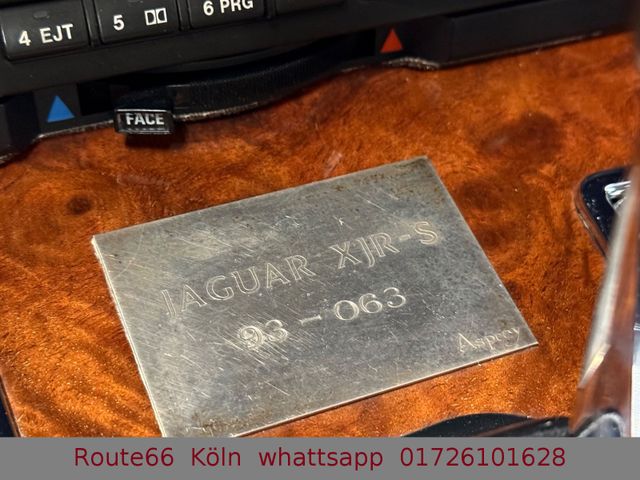 4 EJT 5 6 PRG
FACE
JAGUAR XJR-S
93-063
Asprey
Route66 Köln whattsapp 01726101628